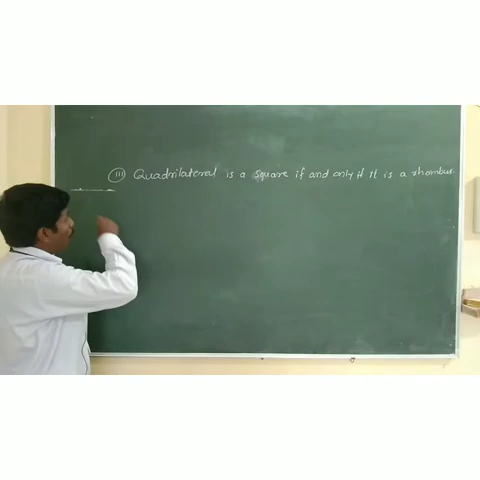 (iii) Quadrilateral is a square if and only if it is a rhombus.